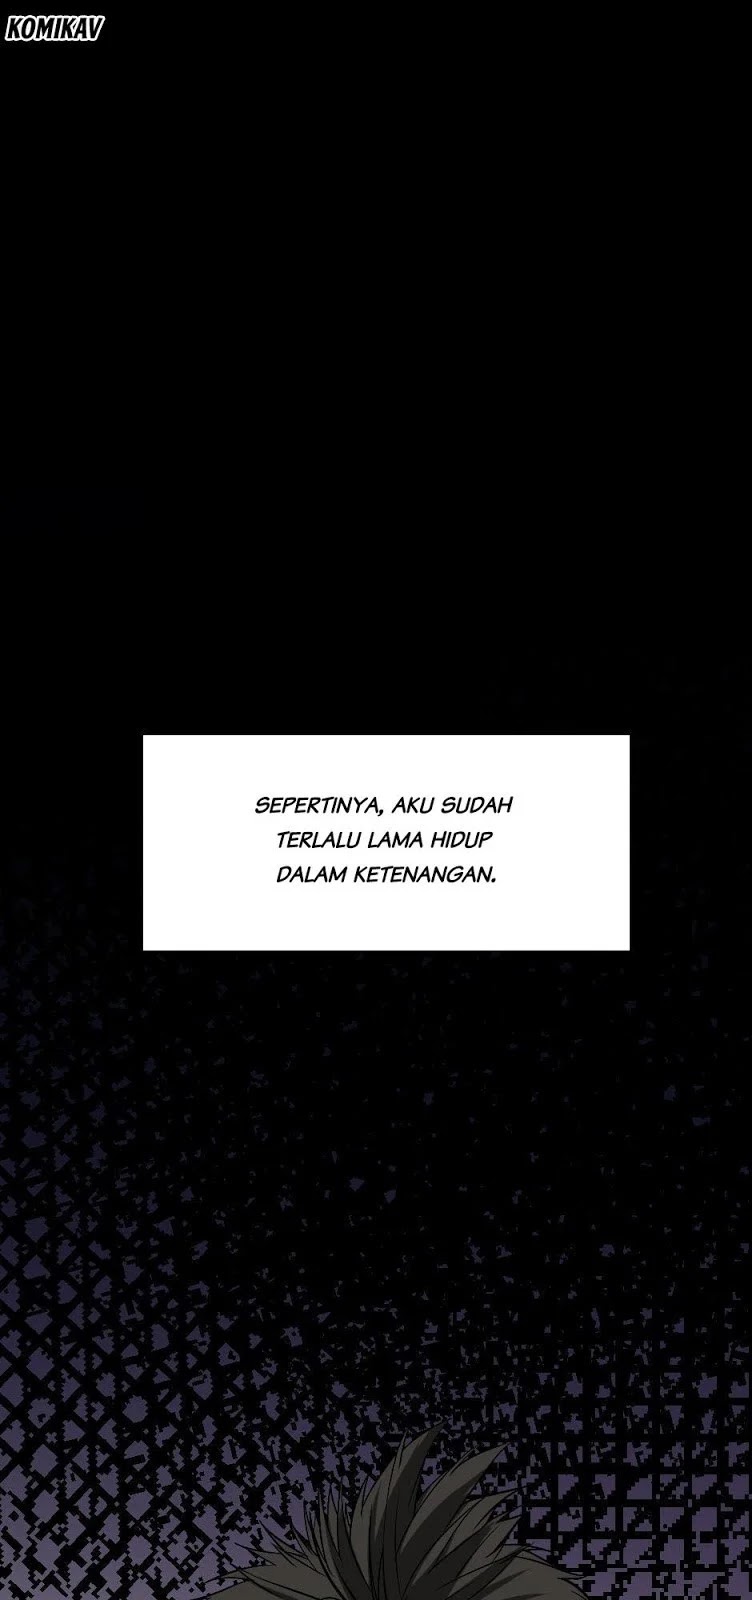 KOMIKAV
SEPERTINYA, AKU SUDAH
TERLALU LAMA HIDUP
DALAM KETENANGAN.